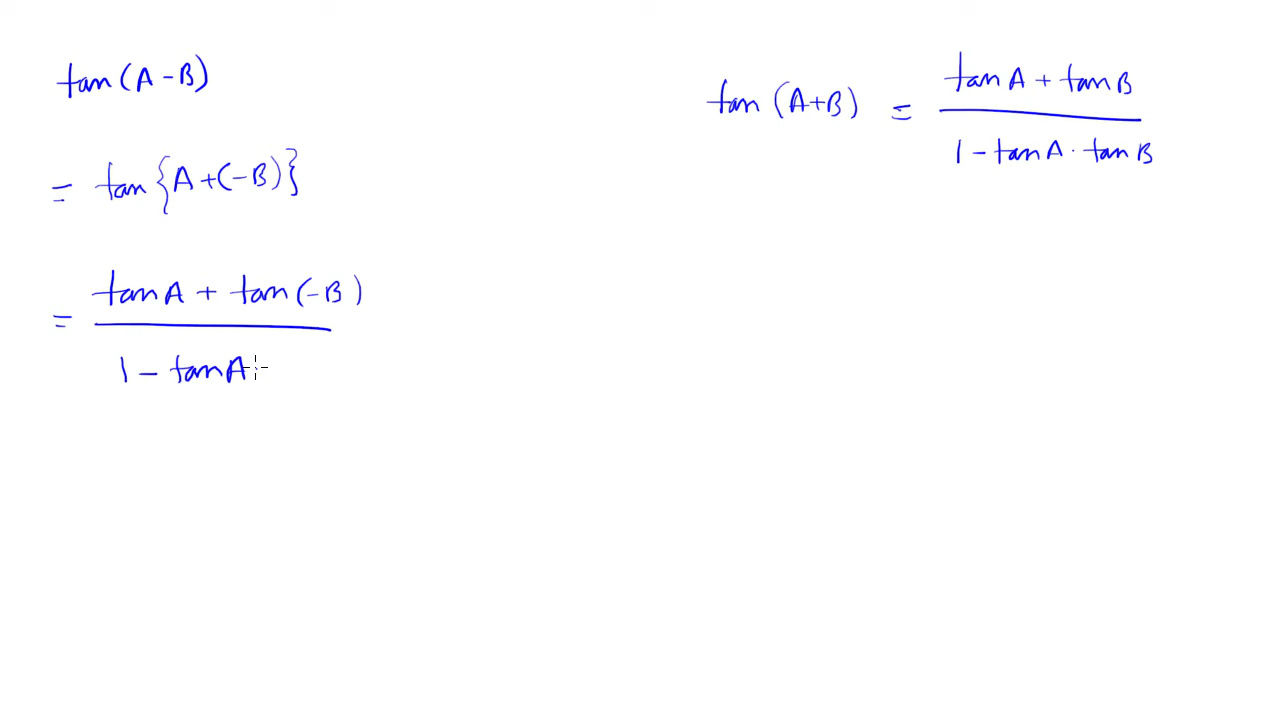 tan(A-B)
= tan{A+(-B)}
= tanA + tan(-B)
1 - tanA
tan (A+B) = tanA + tanB
1 - tanA · tanB